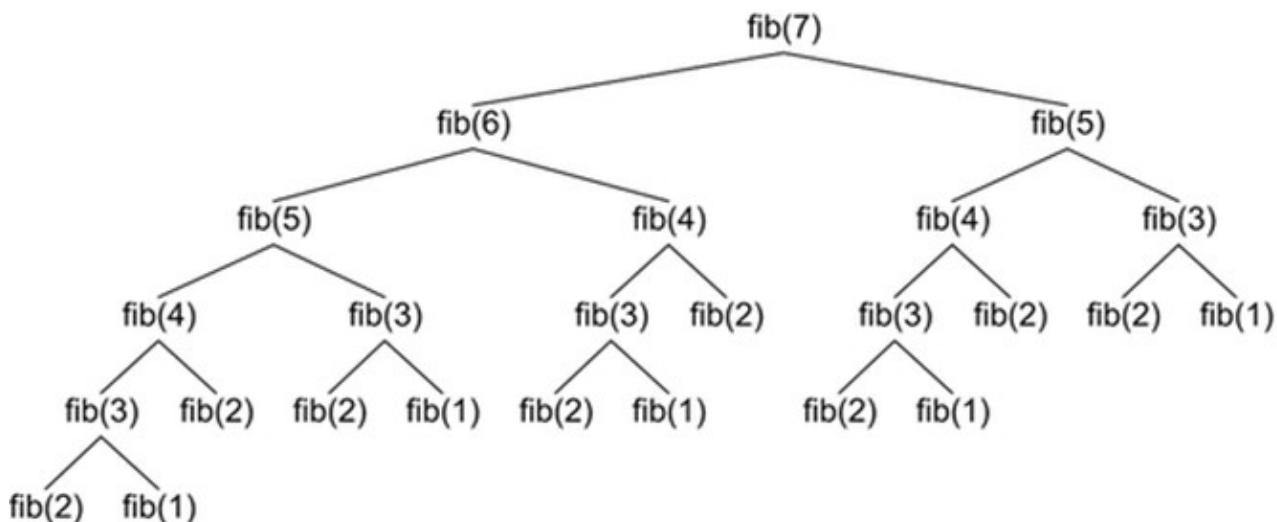 fib(7)
fib(6) fib(5)
fib(5) fib(4) fib(4) fib(3)
fib(4) fib(3) fib(3) fib(2) fib(3) fib(2) fib(2) fib(1)
fib(3) fib(2) fib(2) fib(1) fib(2) fib(1) fib(2) fib(1)
fib(2) fib(1)